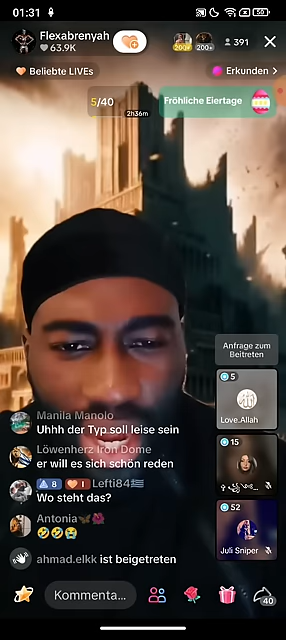 01:31
50
Flexabrenyah
63.9K
200+
200+
391
Beliebte LIVEs
Erkunden >
5/40
2h36m
Fröhliche Eiertage
Anfrage zum
Beitreten
5
Love.Allah
15
52
Juli Sniper
Manila Manolo
Uhhh der Typ soll leise sein
Löwenherz Iron Dome
er will es sich schön reden
8
1
Lefti84🇬🇷
Wo steht das?
Antonia🦋🌺
🤣🤣😭
ahmad.elkk ist beigetreten
Kommenta...
40